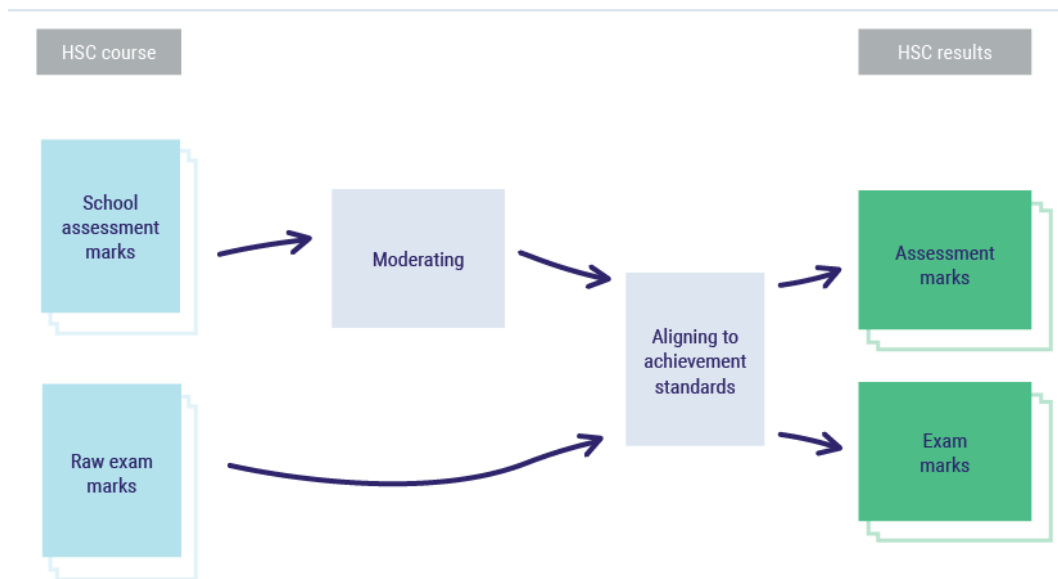 HSC course
HSC results
School
assessment
marks
Moderating
Assessment
marks
Aligning to
achievement
standards
Raw exam
marks
Exam
marks